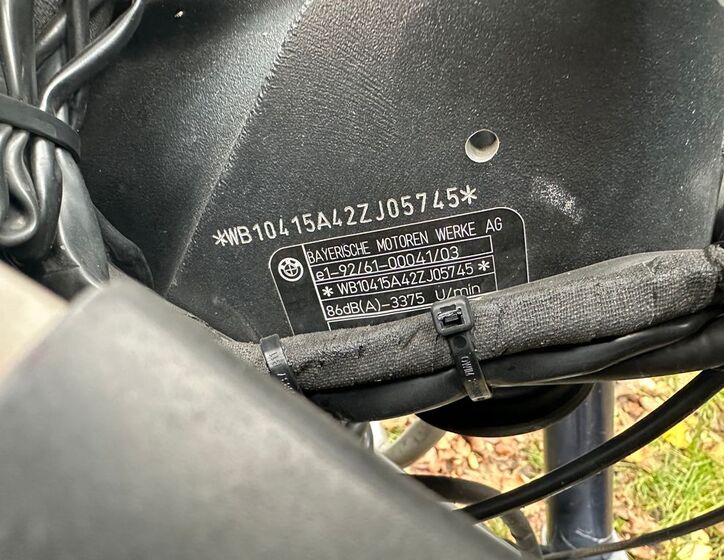 *WB10415A42ZJ05745*
BAYERISCHE MOTOREN WERKE AG
e1-92/61-00041/03
* WB10415A42ZJ05745 *
86dB(A)-3375 U/min